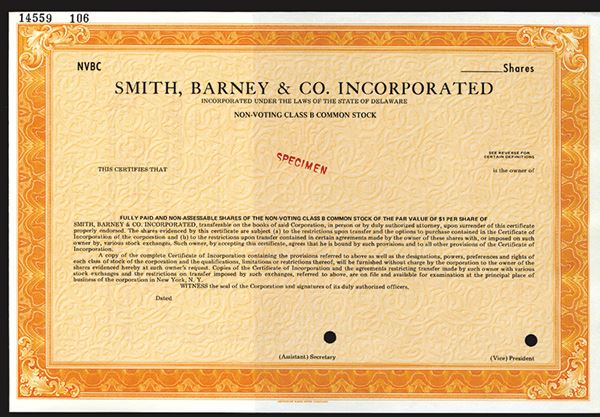 14559 106
NVBC
Shares
SMITH, BARNEY & CO. INCORPORATED
INCORPORATED UNDER THE LAWS OF THE STATE OF DELAWARE
NON-VOTING CLASS B COMMON STOCK
SEE REVERSE FOR
CERTAIN DEFINITIONS
THIS CERTIFIES THAT
SPECIMEN
is the owner of
FULLY PAID AND NON-ASSESSABLE SHARES OF THE NON-VOTING CLASS B COMMON STOCK OF THE PAR VALUE OF $1 PER SHARE OF
SMITH, BARNEY & CO. INCORPORATED, transferable on the books of said Corporation, in person or by duly authorized attorney, upon surrender of this certificate
properly endorsed. The shares evidenced by this certificate are subject (a) to the restrictions upon transfer and the options to purchase contained in the Certificate of
Incorporation of the corporation and (b) to the restrictions upon transfer contained in certain agreements made by the owner of these shares with, or imposed on such
owner by, various stock exchanges. Such owner, by accepting this certificate, agrees that he is bound by such provisions and to all other provisions of the Certificate of
Incorporation.
A copy of the complete Certificate of Incorporation containing the provisions referred to above as well as the designations, powers, preferences and rights of
each class of stock of the corporation and the qualifications, limitations or restrictions thereof, will be furnished without charge by the corporation to the owner of the
shares evidenced hereby at such owner's request. Copies of the Certificate of Incorporation and the agreements restricting transfer made by such owner with various
stock exchanges and the restrictions on transfer imposed by such exchanges, referred to above, are on file and available for examination at the principal place of
business of the corporation in New York, N. Y.
WITNESS the seal of the Corporation and signatures of its duly authorized officers.
Dated
(Assistant) Secretary
(Vice) President